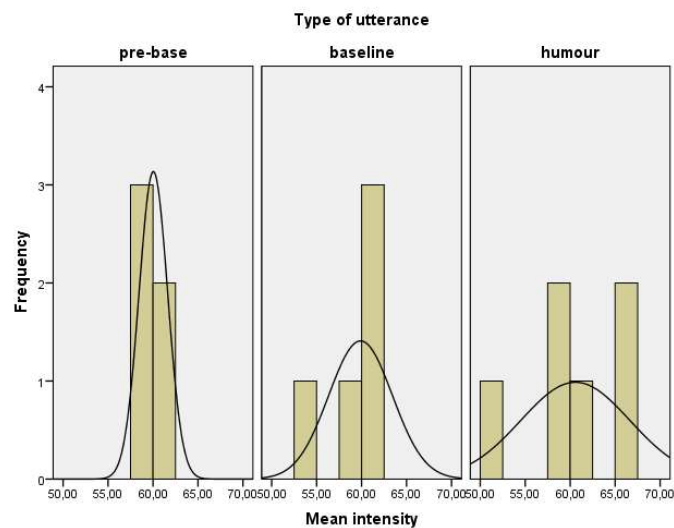 Type of utterance
pre-base baseline humour
Frequency
4
3
2
1
0
50,00 55,00 60,00 65,00 70,00 50,00 55,00 60,00 65,00 70,00 50,00 55,00 60,00 65,00 70,00
Mean intensity